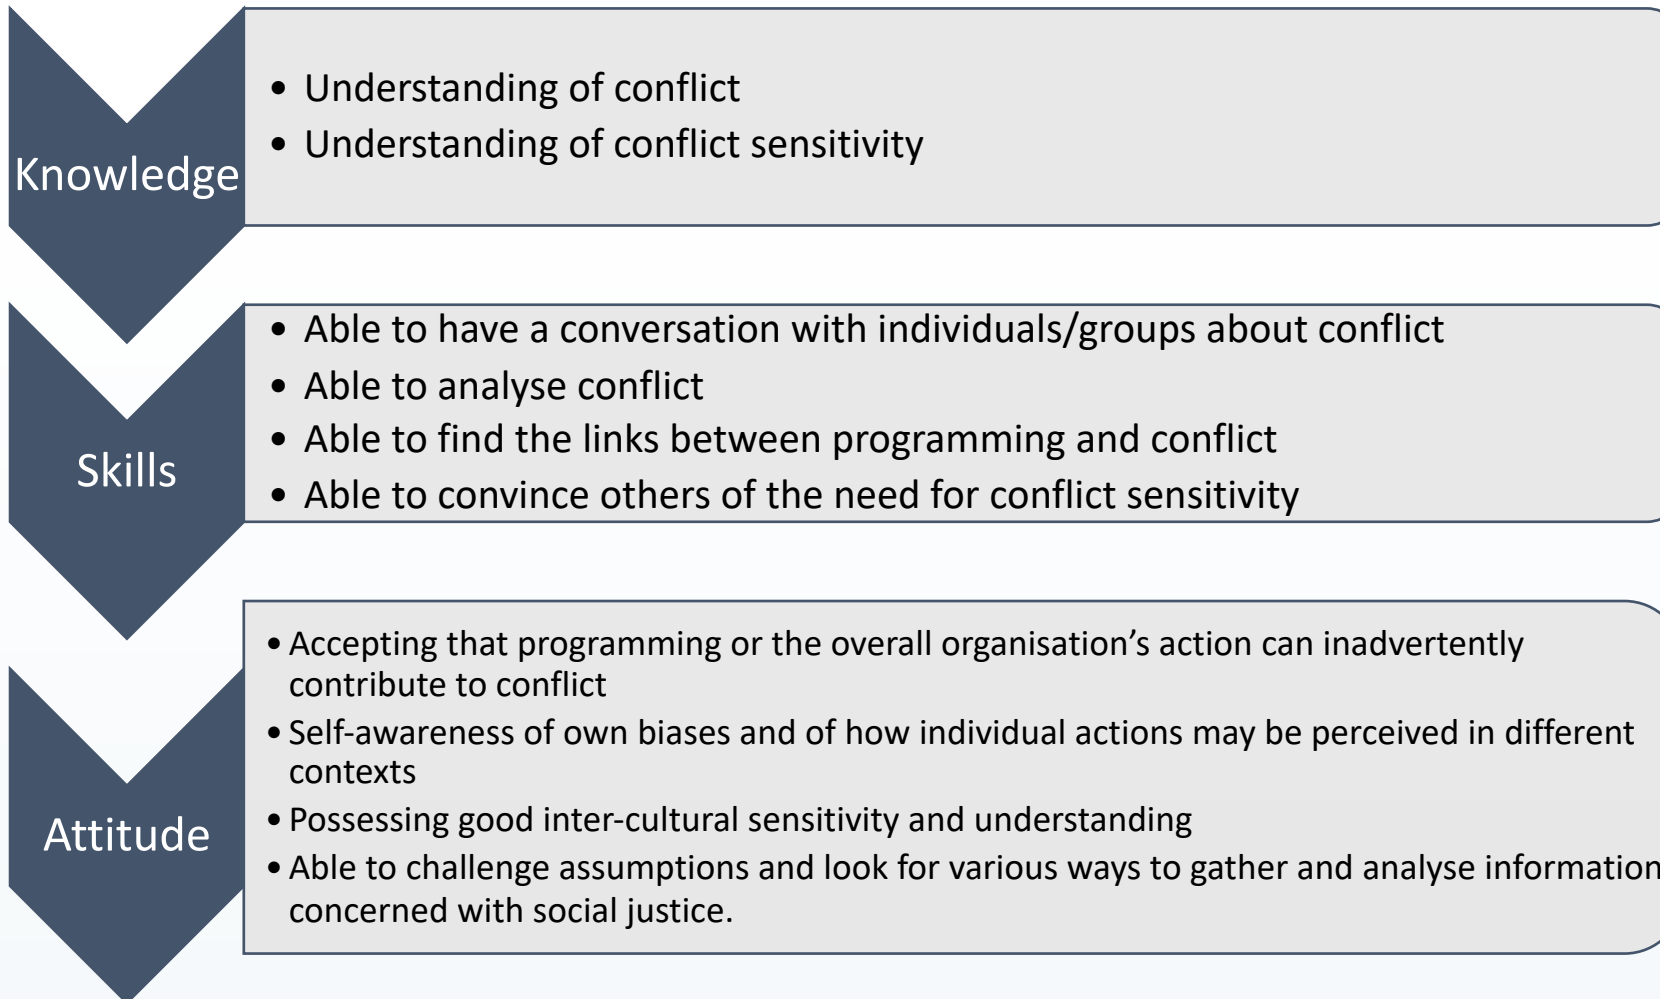 Knowledge
• Understanding of conflict
• Understanding of conflict sensitivity
Skills
• Able to have a conversation with individuals/groups about conflict
• Able to analyse conflict
• Able to find the links between programming and conflict
• Able to convince others of the need for conflict sensitivity
Attitude
• Accepting that programming or the overall organisation’s action can inadvertently
contribute to conflict
• Self-awareness of own biases and of how individual actions may be perceived in different
contexts
• Possessing good inter-cultural sensitivity and understanding
• Able to challenge assumptions and look for various ways to gather and analyse information
concerned with social justice.